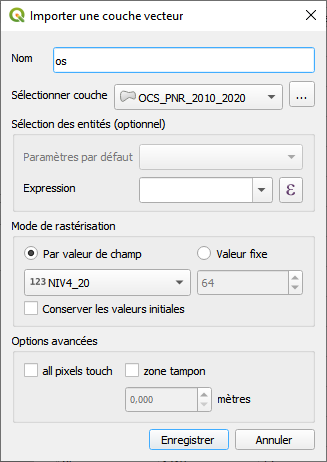 Importer une couche vecteur
Nom os
Sélectionner couche OCS_PNR_2010_2020 ...
Sélection des entités (optionnel)
Paramètres par défaut
Expression ε
Mode de rastérisation
Par valeur de champ Valeur fixe
123 NIV4_20 64
Conserver les valeurs initiales
Options avancées
all pixels touch zone tampon
0,000 mètres
Enregistrer Annuler